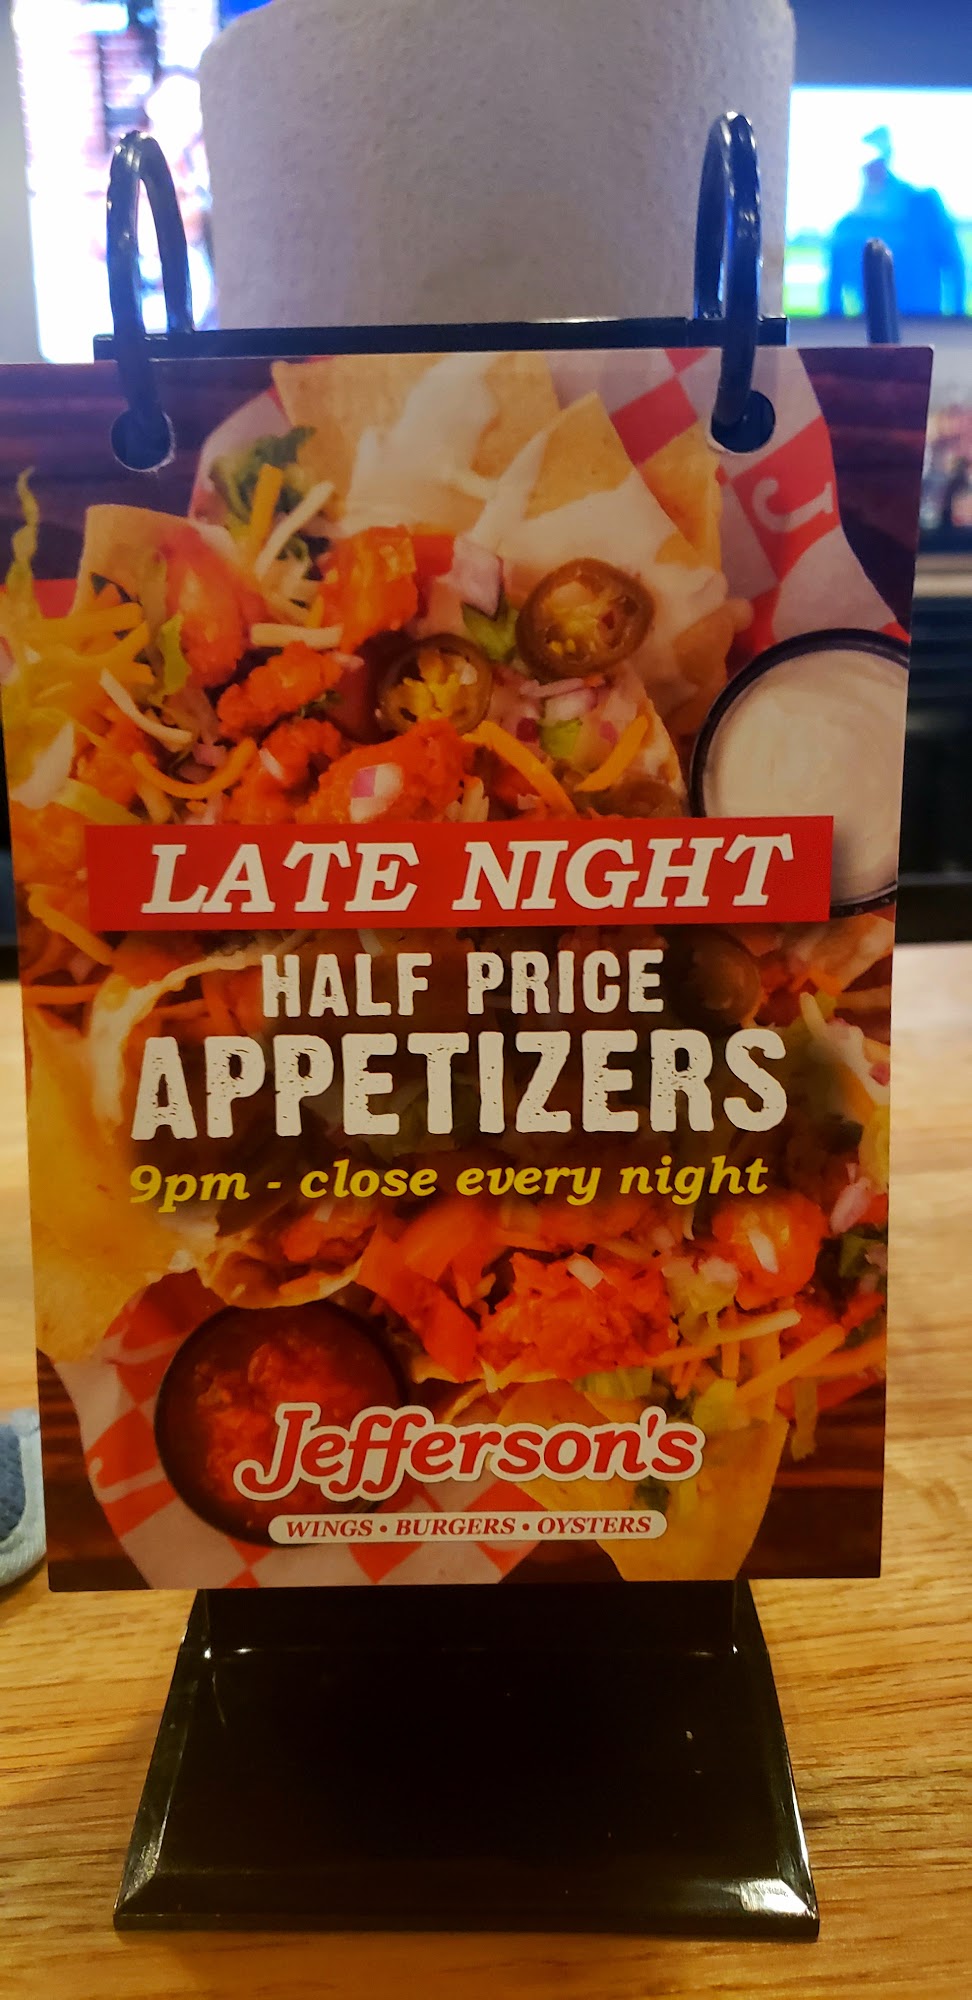 J
LATE NIGHT
HALF PRICE
APPETIZERS
9pm - close every night
Jefferson's
WINGS • BURGERS • OYSTERS